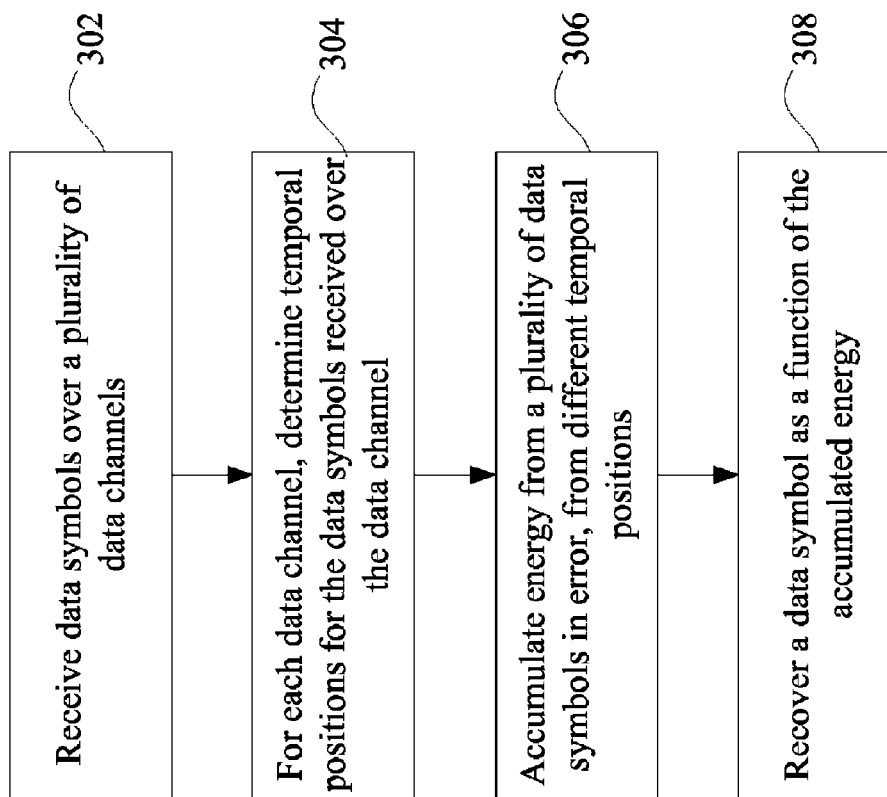 302
Receive data symbols over a plurality of
data channels
304
For each data channel, determine temporal
positions for the data symbols received over
the data channel
306
Accumulate energy from a plurality of data
symbols in error, from different temporal
positions
308
Recover a data symbol as a function of the
accumulated energy